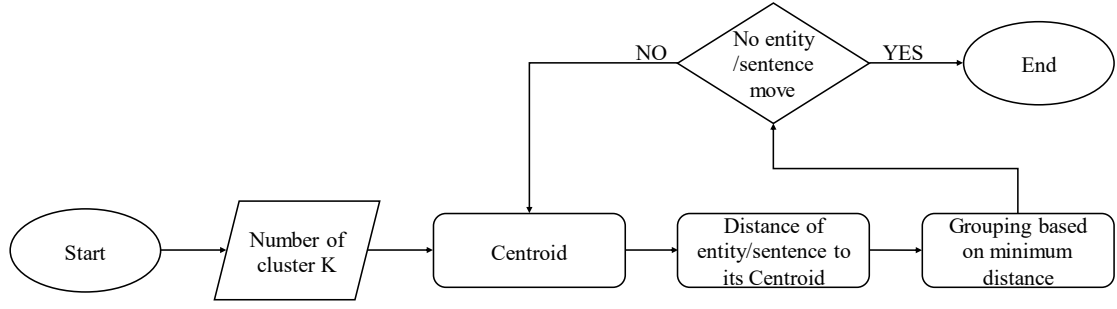 NO
No entity
/sentence
move
YES
End
Start
Number of
cluster K
Centroid
Distance of
entity/sentence to
its Centroid
Grouping based
on minimum
distance